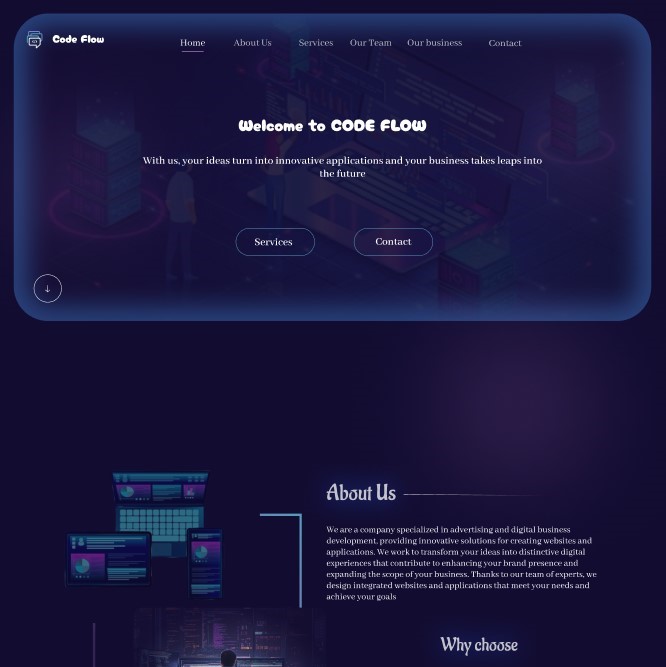 Code Flow
Home About Us Services Our Team Our business Contact
Welcome to CODE FLOW
With us, your ideas turn into innovative applications and your business takes leaps into
the future
Services Contact
About Us
We are a company specialized in advertising and digital business
development, providing innovative solutions for creating websites and
applications. We work to transform your ideas into distinctive digital
experiences that contribute to enhancing your brand presence and
expanding the scope of your business. Thanks to our team of experts, we
design integrated websites and applications that meet your needs and
achieve your goals
Why choose